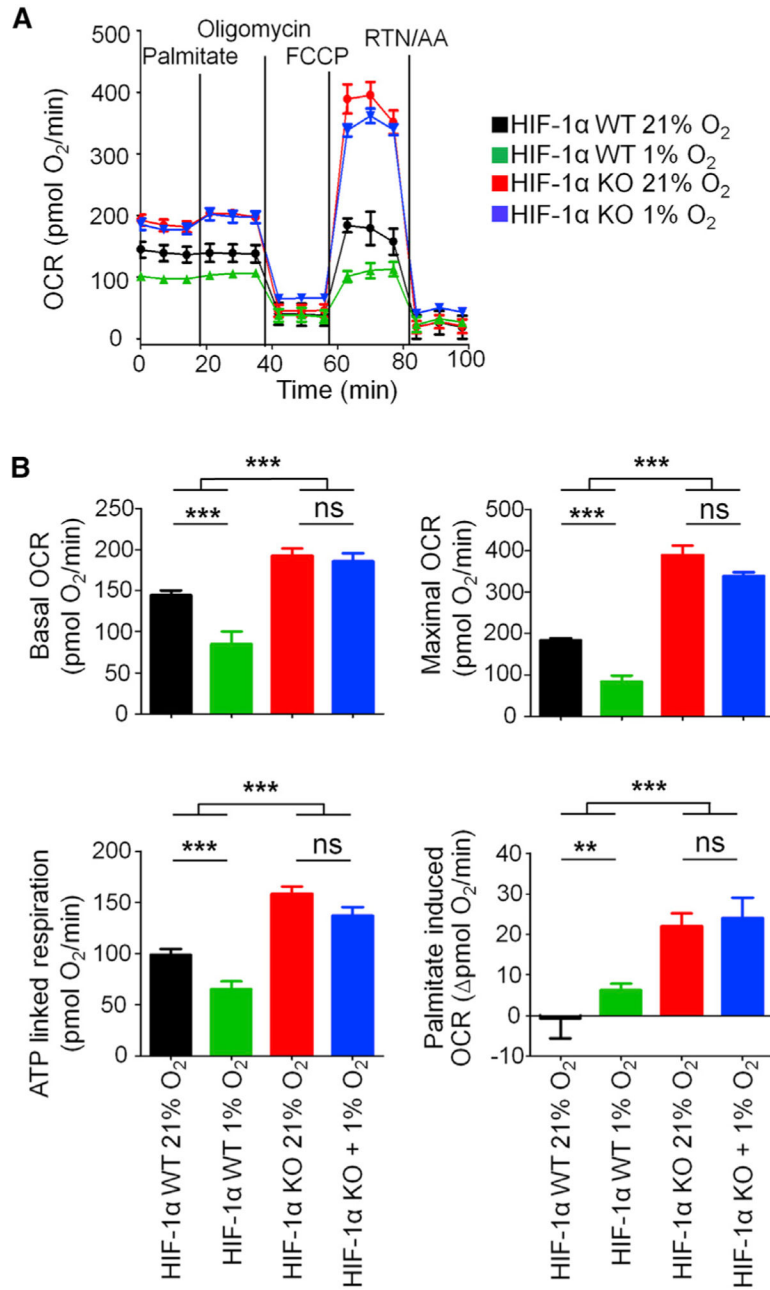 A
Oligomycin
Palmitate
FCCP
RTN/AA
OCR (pmol O₂/min)
500
400
300
200
100
0
0 20 40 60 80 100
Time (min)
HIF-1α WT 21% O₂
HIF-1α WT 1% O₂
HIF-1α KO 21% O₂
HIF-1α KO 1% O₂
B
Basal OCR
(pmol O₂/min)
250
200
150
100
50
0
***
***
ns
Maximal OCR
(pmol O₂/min)
500
400
300
200
100
0
***
***
ns
ATP linked respiration
(pmol O₂/min)
200
150
100
50
0
***
***
ns
HIF-1α WT 21% O₂
HIF-1α WT 1% O₂
HIF-1α KO 21% O₂
HIF-1α KO + 1% O₂
Palmitate induced
OCR (Δpmol O₂/min)
40
30
20
10
0
-10
***
**
ns
HIF-1α WT 21% O₂
HIF-1α WT 1% O₂
HIF-1α KO 21% O₂
HIF-1α KO + 1% O₂